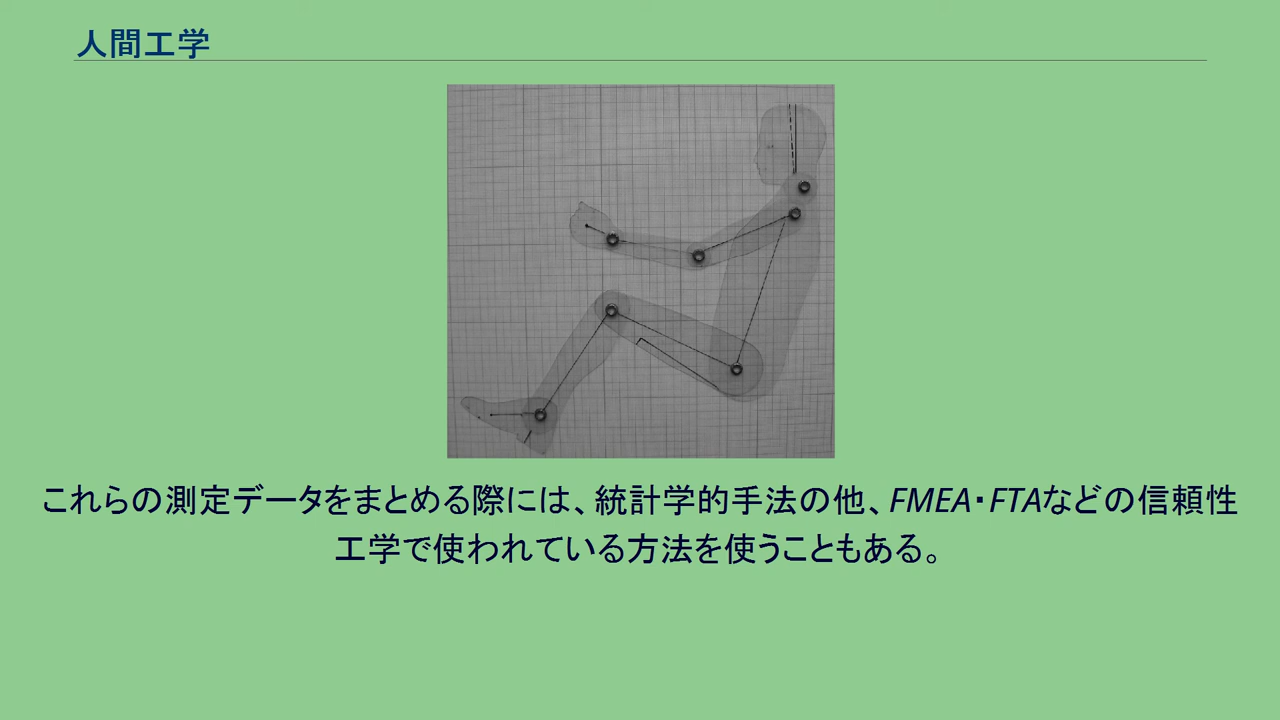 人間工学
これらの測定データをまとめる際には、統計学的手法の他、FMEA・FTAなどの信頼性
工学で使われている方法を使うこともある。